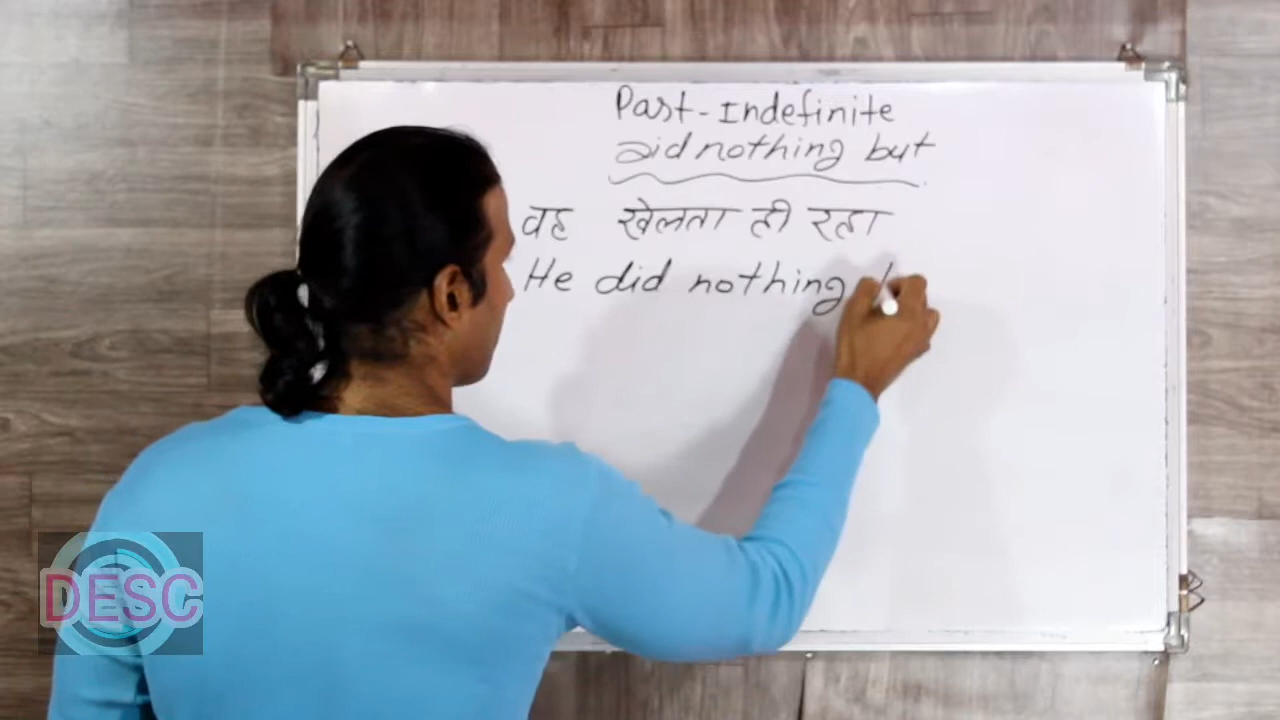 Past-Indefinite
did nothing but
वह खेलता ही रहा
He did nothing
DESC